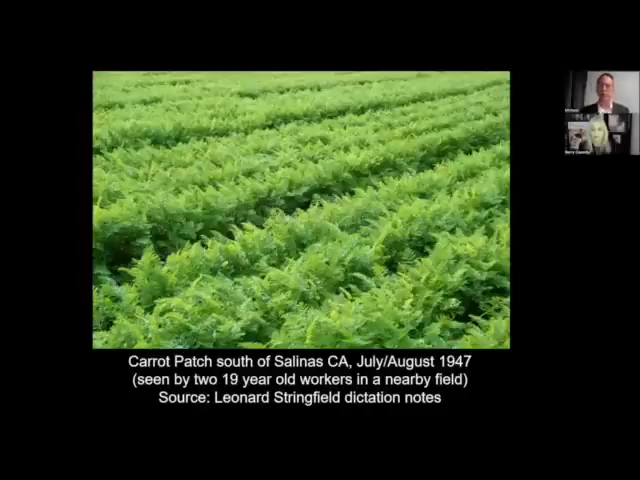 Carrot Patch south of Salinas CA, July/August 1947
(seen by two 19 year old workers in a nearby field)
Source: Leonard Stringfield dictation notes